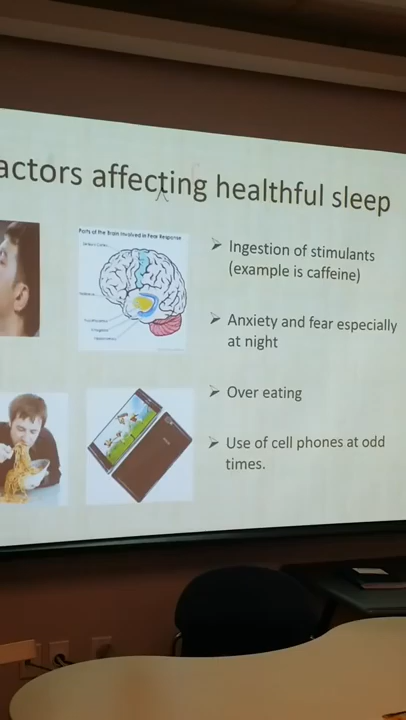 actors affecting healthful sleep
Parts of the Brain Involved in Fear Response
Ingestion of stimulants
(example is caffeine)
Anxiety and fear especially
at night
Over eating
Use of cell phones at odd
times.